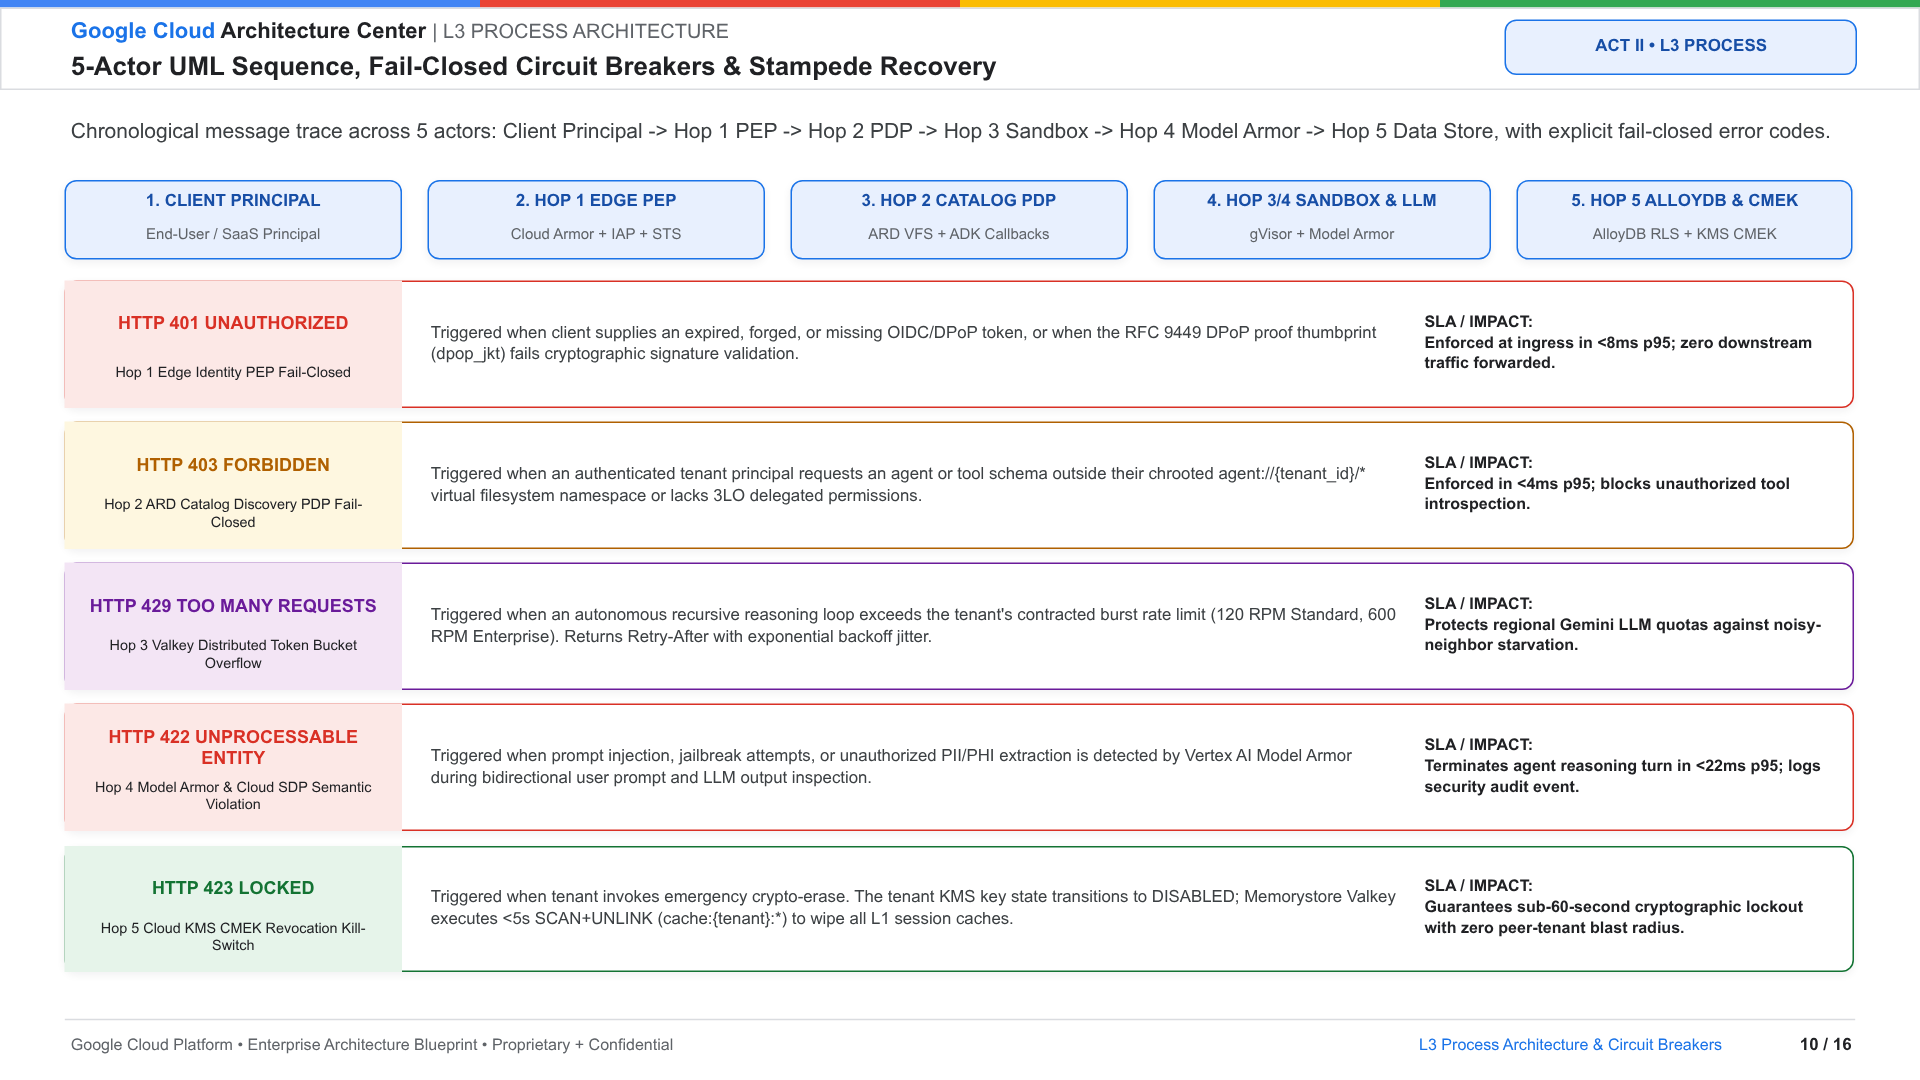 Google Cloud Architecture Center | L3 PROCESS ARCHITECTURE
5-Actor UML Sequence, Fail-Closed Circuit Breakers & Stampede Recovery
ACT II • L3 PROCESS
Chronological message trace across 5 actors: Client Principal -> Hop 1 PEP -> Hop 2 PDP -> Hop 3 Sandbox -> Hop 4 Model Armor -> Hop 5 Data Store, with explicit fail-closed error codes.
1. CLIENT PRINCIPAL
End-User / SaaS Principal
2. HOP 1 EDGE PEP
Cloud Armor + IAP + STS
3. HOP 2 CATALOG PDP
ARD VFS + ADK Callbacks
4. HOP 3/4 SANDBOX & LLM
gVisor + Model Armor
5. HOP 5 ALLOYDB & CMEK
AlloyDB RLS + KMS CMEK
HTTP 401 UNAUTHORIZED
Hop 1 Edge Identity PEP Fail-Closed
Triggered when client supplies an expired, forged, or missing OIDC/DPoP token, or when the RFC 9449 DPoP proof thumbprint
(dpop_jkt) fails cryptographic signature validation.
SLA / IMPACT:
Enforced at ingress in <8ms p95; zero downstream
traffic forwarded.
HTTP 403 FORBIDDEN
Hop 2 ARD Catalog Discovery PDP Fail-
Closed
Triggered when an authenticated tenant principal requests an agent or tool schema outside their chrooted agent://{tenant_id}/*
virtual filesystem namespace or lacks 3LO delegated permissions.
SLA / IMPACT:
Enforced in <4ms p95; blocks unauthorized tool
introspection.
HTTP 429 TOO MANY REQUESTS
Hop 3 Valkey Distributed Token Bucket
Overflow
Triggered when an autonomous recursive reasoning loop exceeds the tenant's contracted burst rate limit (120 RPM Standard, 600
RPM Enterprise). Returns Retry-After with exponential backoff jitter.
SLA / IMPACT:
Protects regional Gemini LLM quotas against noisy-
neighbor starvation.
HTTP 422 UNPROCESSABLE
ENTITY
Hop 4 Model Armor & Cloud SDP Semantic
Violation
Triggered when prompt injection, jailbreak attempts, or unauthorized PII/PHI extraction is detected by Vertex AI Model Armor
during bidirectional user prompt and LLM output inspection.
SLA / IMPACT:
Terminates agent reasoning turn in <22ms p95; logs
security audit event.
HTTP 423 LOCKED
Hop 5 Cloud KMS CMEK Revocation Kill-
Switch
Triggered when tenant invokes emergency crypto-erase. The tenant KMS key state transitions to DISABLED; Memorystore Valkey
executes <5s SCAN+UNLINK (cache:{tenant}:*) to wipe all L1 session caches.
SLA / IMPACT:
Guarantees sub-60-second cryptographic lockout
with zero peer-tenant blast radius.
Google Cloud Platform • Enterprise Architecture Blueprint • Proprietary + Confidential
L3 Process Architecture & Circuit Breakers
10 / 16